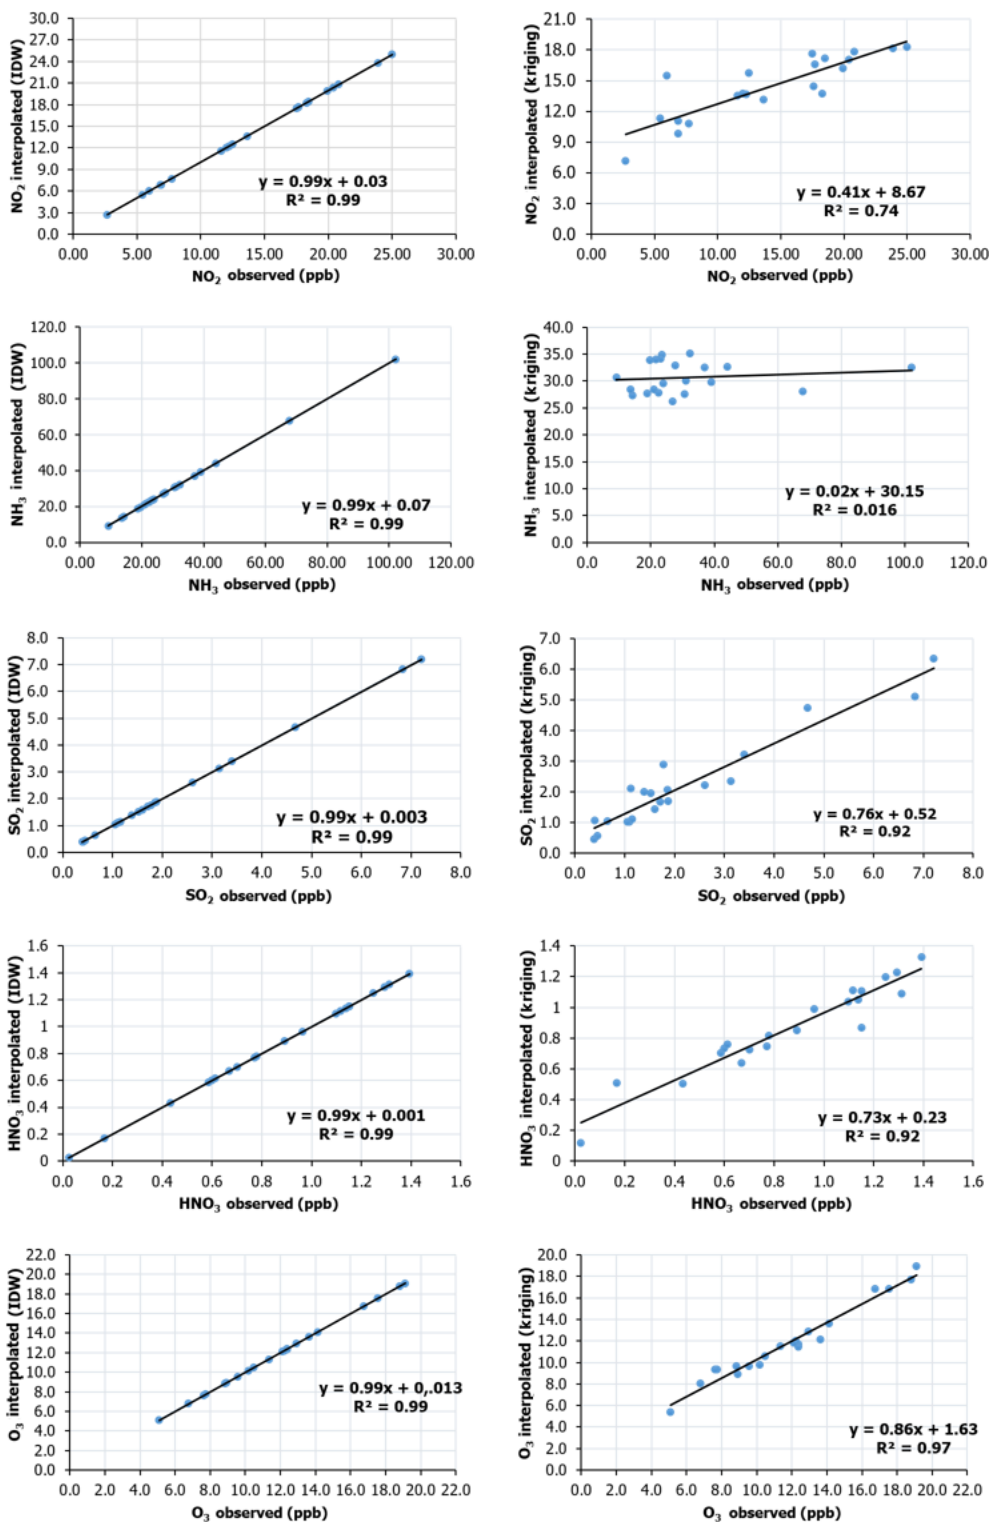 NO₂ interpolated (IDW)
30.0
27.0
24.0
21.0
18.0
15.0
12.0
9.0
6.0
3.0
0.0
y = 0.99x + 0.03
R² = 0.99
0.00 5.00 10.00 15.00 20.00 25.00 30.00
NO₂ observed (ppb)
NO₂ interpolated (kriging)
21.0
18.0
15.0
12.0
9.0
6.0
3.0
0.0
y = 0.41x + 8.67
R² = 0.74
0.00 5.00 10.00 15.00 20.00 25.00 30.00
NO₂ observed (ppb)
NH₃ interpolated (IDW)
120.0
100.0
80.0
60.0
40.0
20.0
0.0
y = 0.99x + 0.07
R² = 0.99
0.00 20.00 40.00 60.00 80.00 100.00 120.00
NH₃ observed (ppb)
NH₃ interpolated (kriging)
40.0
35.0
30.0
25.0
20.0
15.0
10.0
5.0
0.0
y = 0.02x + 30.15
R² = 0.016
0.00 20.0 40.0 60.0 80.0 100.0 120.0
NH₃ observed (ppb)
SO₂ interpolated (IDW)
8.0
7.0
6.0
5.0
4.0
3.0
2.0
1.0
0.0
y = 0.99x + 0.003
R² = 0.99
0.0 1.0 2.0 3.0 4.0 5.0 6.0 7.0 8.0
SO₂ observed (ppb)
SO₂ interpolated (kriging)
7.0
6.0
5.0
4.0
3.0
2.0
1.0
0.0
y = 0.76x + 0.52
R² = 0.92
0.0 1.0 2.0 3.0 4.0 5.0 6.0 7.0 8.0
SO₂ observed (ppb)
HNO₃ interpolated (IDW)
1.6
1.4
1.2
1
0.8
0.6
0.4
0.2
0
y = 0.99x + 0.001
R² = 0.99
0.0 0.2 0.4 0.6 0.8 1.0 1.2 1.4 1.6
HNO₃ observed (ppb)
HNO₃ interpolated (kriging)
1.4
1.2
1
0.8
0.6
0.4
0.2
0
y = 0.73x + 0.23
R² = 0.92
0.0 0.2 0.4 0.6 0.8 1.0 1.2 1.4 1.6
HNO₃ observed (ppb)
O₃ interpolated (IDW)
22.0
20.0
18.0
16.0
14.0
12.0
10.0
8.0
6.0
4.0
2.0
0.0
y = 0.99x + 0,.013
R² = 0.99
0.0 2.0 4.0 6.0 8.0 10.0 12.0 14.0 16.0 18.0 20.0 22.0
O₃ observed (ppb)
O₃ interpolated (kriging)
20.0
18.0
16.0
14.0
12.0
10.0
8.0
6.0
4.0
2.0
0.0
y = 0.86x + 1.63
R² = 0.97
0.0 2.0 4.0 6.0 8.0 10.0 12.0 14.0 16.0 18.0 20.0 22.0
O₃ observed (ppb)